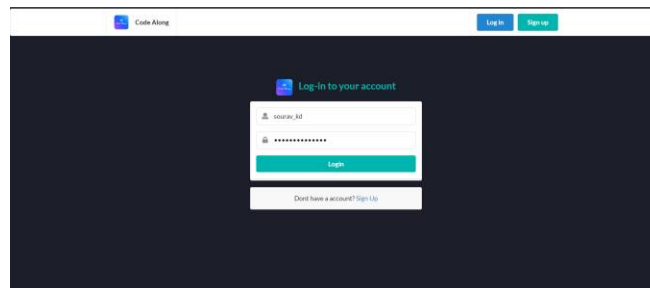 Code Along
Log in
Sign up
Log-in to your account
sourav_kd
••••••••••••••
Login
Dont have a account? Sign Up